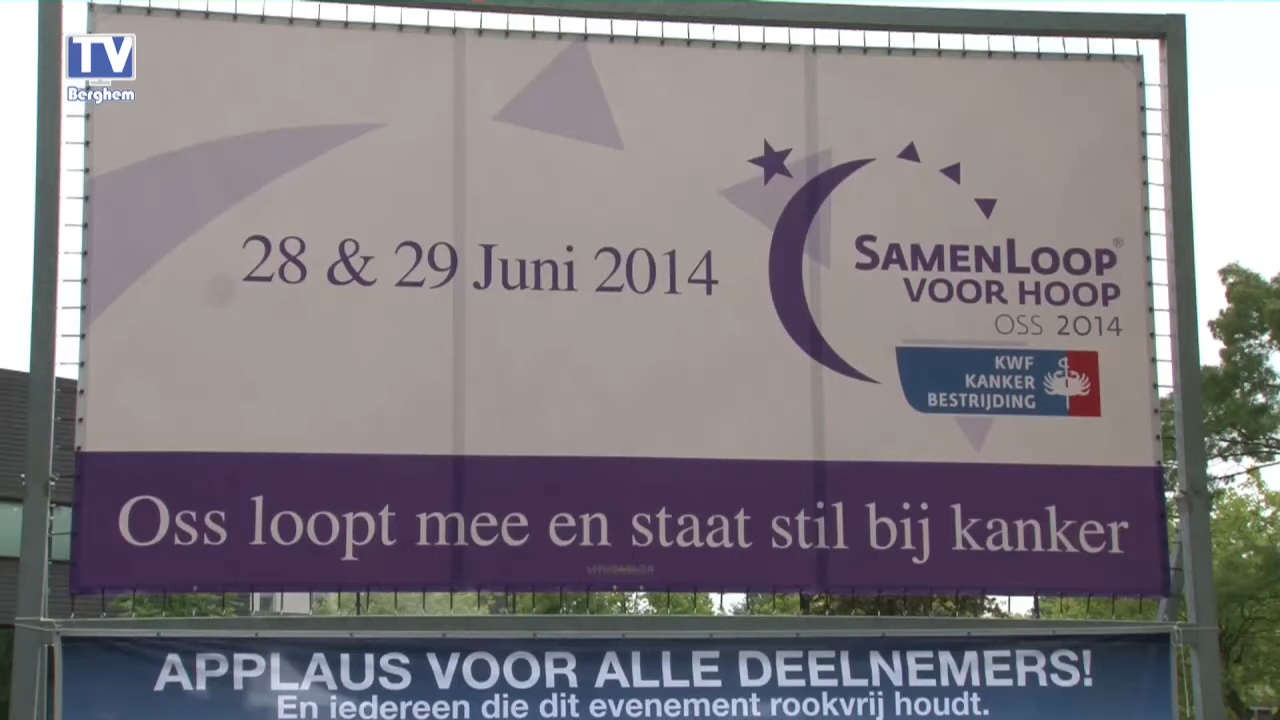 TV
Berghem
28 & 29 Juni 2014
SAMENLOOP®
VOOR HOOP
OSS 2014
KWF
KANKER
BESTRIJDING
Oss loopt mee en staat stil bij kanker
APPLAUS VOOR ALLE DEELNEMERS!
En iedereen die dit evenement rookvrij houdt.